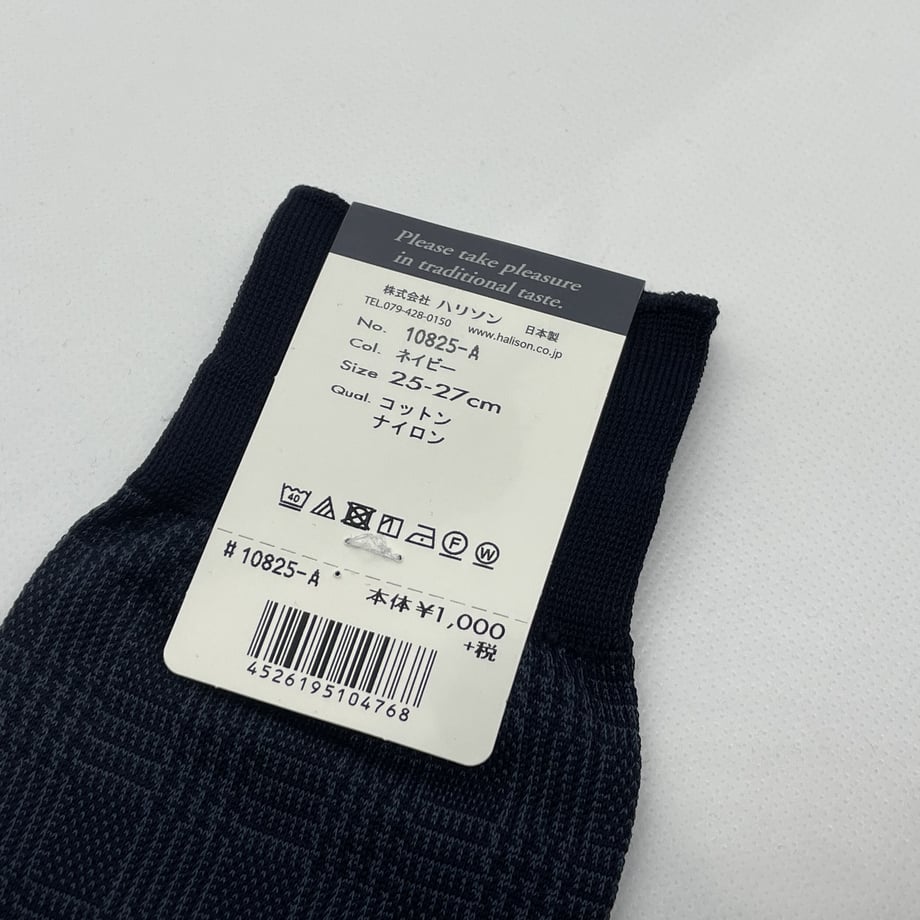 Please take pleasure
in traditional taste.
株式会社 ハリソン 日本製
TEL.079-428-0150 www.halison.co.jp
No. 10825-A
Col. ネイビー
Size 25-27cm
Qual. コットン
ナイロン
40 F W
#10825-A
本体¥1,000
+税
4526195104768